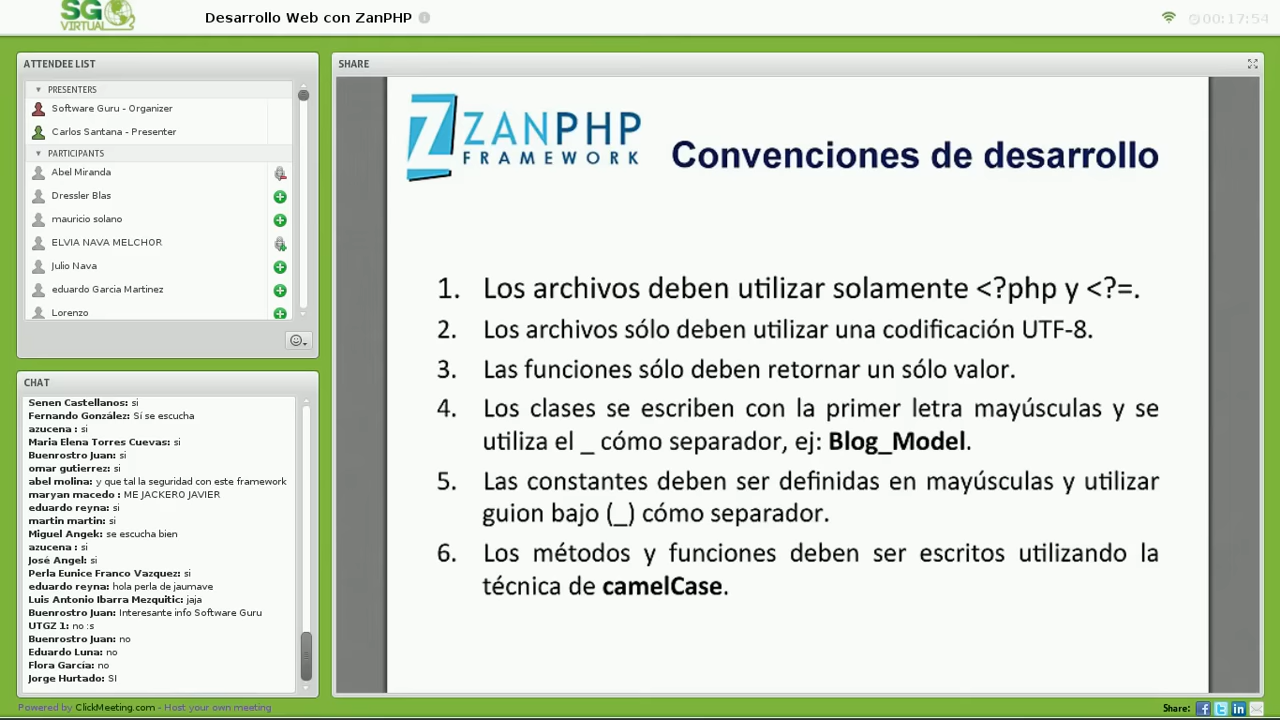 SG
VIRTUAL
Desarrollo Web con ZanPHP
00:17:54
ATTENDEE LIST
PRESENTERS
Software Guru - Organizer
Carlos Santana - Presenter
PARTICIPANTS
Abel Miranda
Dressler Blas
mauricio solano
ELVIA NAVA MELCHOR
Julio Nava
eduardo Garcia Martinez
Lorenzo
CHAT
Senen Castellanos: si
Fernando González: Sí se escucha
azucena : si
Maria Elena Torres Cuevas: si
Buenrostro Juan: si
omar gutierrez: si
abel molina: y que tal la seguridad con este framework
maryan macedo : ME JACKERO JAVIER
eduardo reyna: si
martin martin: si
Miguel Angek: se escucha bien
azucena : si
José Angel: si
Perla Eunice Franco Vazquez: si
eduardo reyna: hola perla de jaumave
Luis Antonio Ibarra Mezquitic: jaja
Buenrostro Juan: Interesante info Software Guru
UTGZ 1: no :s
Buenrostro Juan: no
Eduardo Luna: no
Flora García: no
Jorge Hurtado: SI
SHARE
ZANPHP
FRAMEWORK
Convenciones de desarrollo
1. Los archivos deben utilizar solamente <?php y <?=.
2. Los archivos sólo deben utilizar una codificación UTF-8.
3. Las funciones sólo deben retornar un sólo valor.
4. Los clases se escriben con la primer letra mayúsculas y se
utiliza el _ cómo separador, ej: Blog_Model.
5. Las constantes deben ser definidas en mayúsculas y utilizar
guion bajo (_) cómo separador.
6. Los métodos y funciones deben ser escritos utilizando la
técnica de camelCase.
Powered by ClickMeeting.com - Host your own meeting
Share: